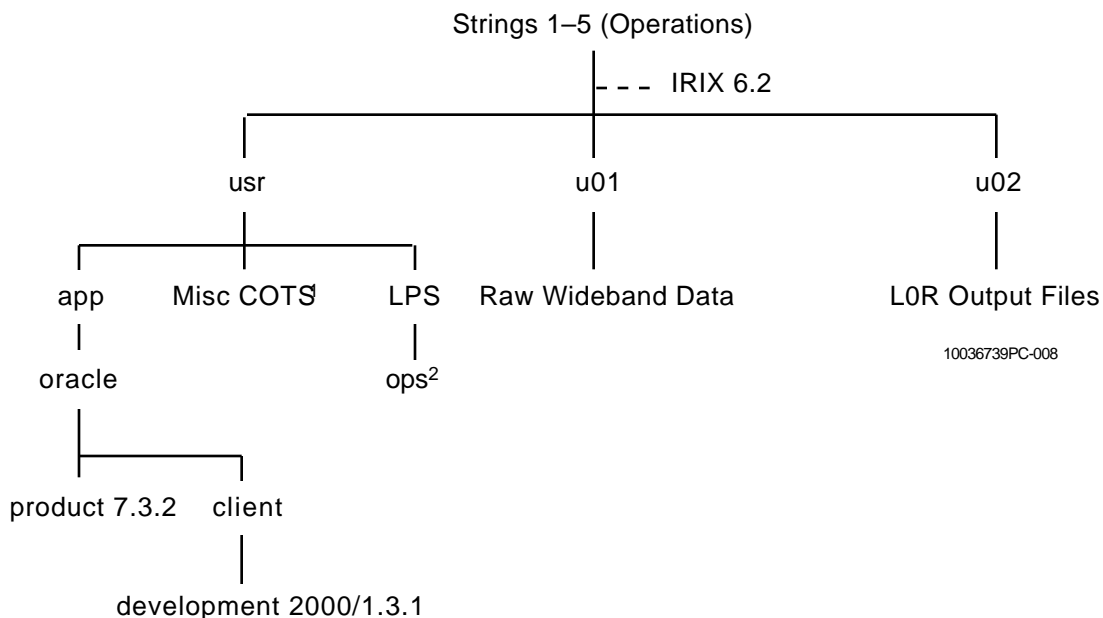 Strings 1–5 (Operations)
IRIX 6.2
usr
u01
u02
app
Misc COTS1
LPS
Raw Wideband Data
L0R Output Files
10036739PC-008
oracle
ops2
product 7.3.2
client
development 2000/1.3.1